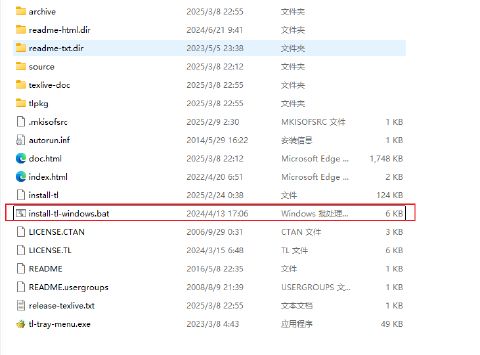 archive 2025/3/8 22:55 文件夹
readme-html.dir 2024/6/21 9:41 文件夹
readme-txt.dir 2023/5/5 23:38 文件夹
source 2025/3/8 22:12 文件夹
texlive-doc 2025/3/8 22:55 文件夹
tlpkg 2025/3/8 22:55 文件夹
.mkisofsrc 2025/2/9 2:30 MKISOFSRC 文件 1 KB
autorun.inf 2014/5/29 16:22 安装信息 1 KB
doc.html 2025/3/8 22:12 Microsoft Edge ... 1,748 KB
index.html 2022/4/20 6:51 Microsoft Edge ... 2 KB
install-tl 2025/2/24 0:38 文件 124 KB
install-tl-windows.bat 2024/4/13 17:06 Windows 批处理... 6 KB
LICENSE.CTAN 2006/9/29 0:31 CTAN 文件 3 KB
LICENSE.TL 2024/3/15 6:48 TL 文件 6 KB
README 2016/5/8 22:35 文件 1 KB
README.usergroups 2008/8/9 21:39 USERGROUPS 文... 1 KB
release-texlive.txt 2025/3/8 22:55 文本文档 1 KB
tl-tray-menu.exe 2023/3/8 4:43 应用程序 49 KB